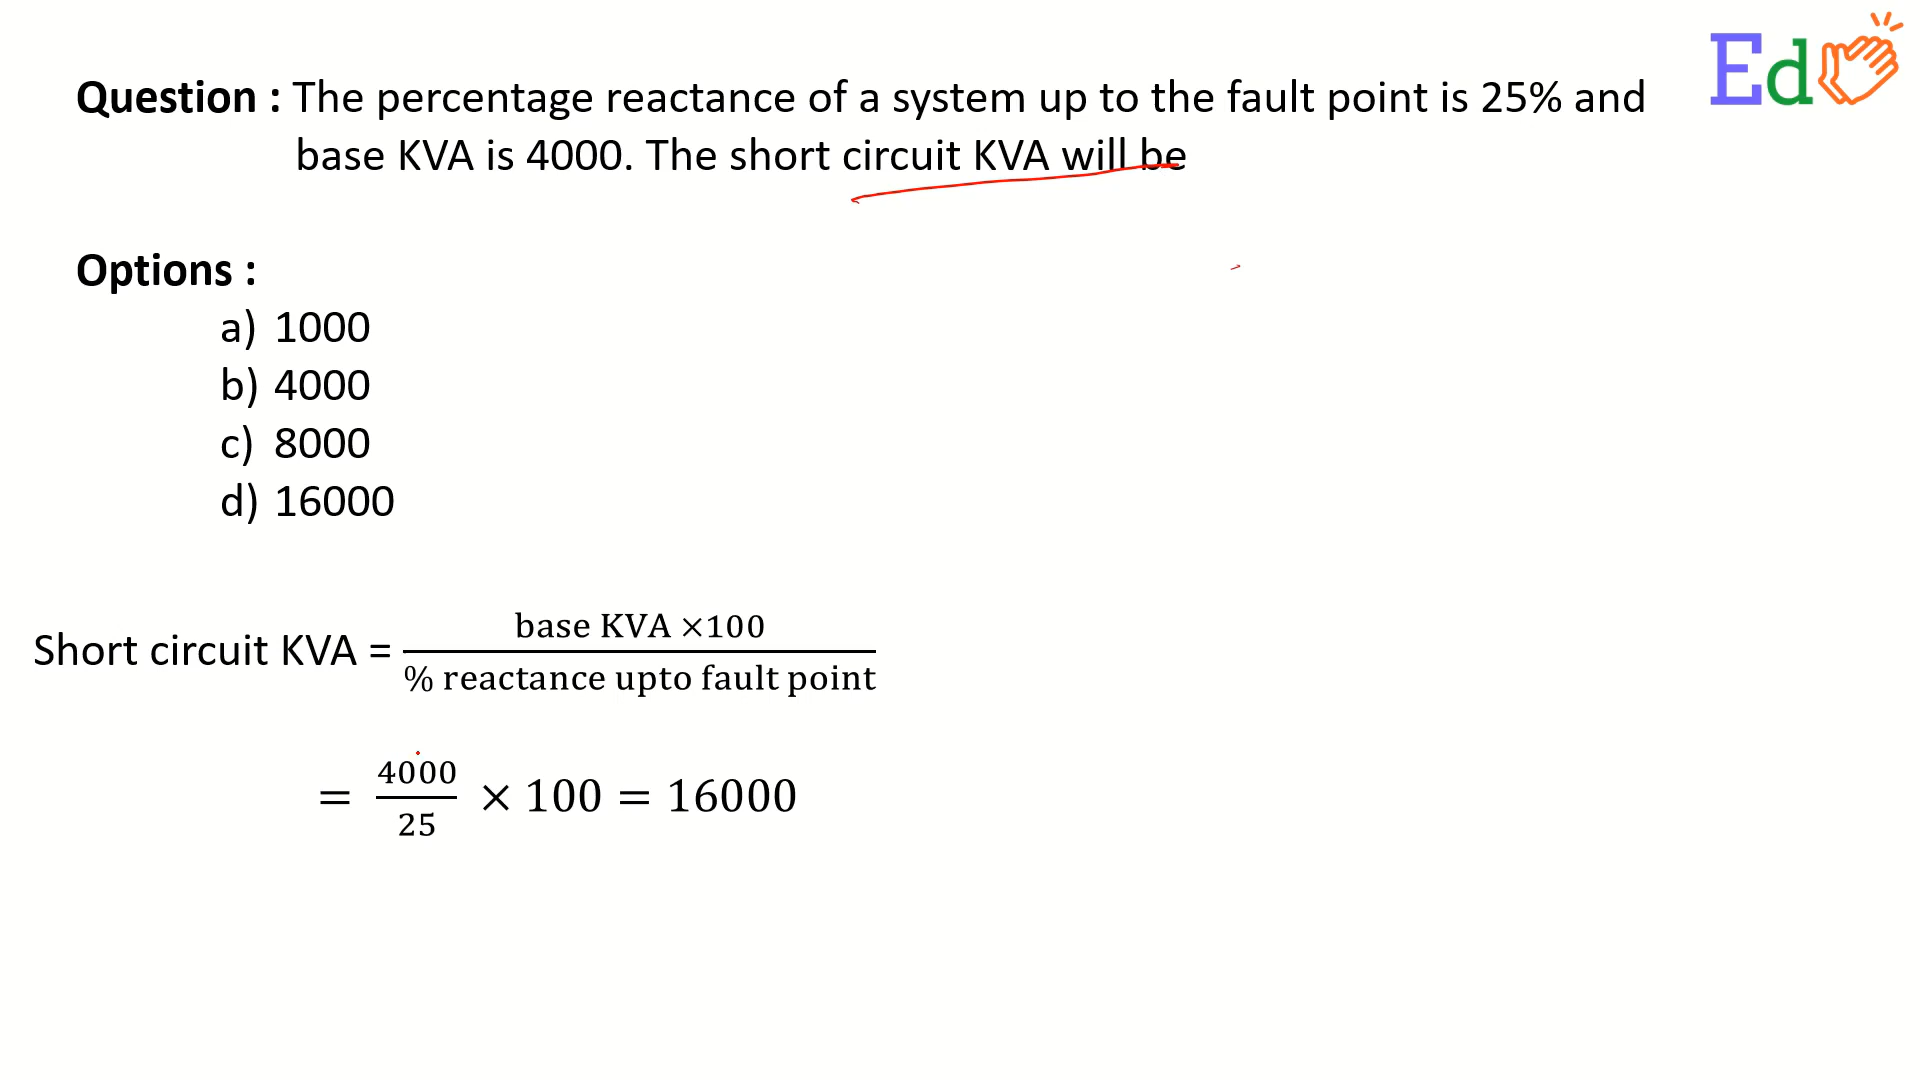 Question : The percentage reactance of a system up to the fault point is 25% and
base KVA is 4000. The short circuit KVA will be
Ed
Options :
a) 1000
b) 4000
c) 8000
d) 16000
Short circuit KVA = base KVA ×100 / % reactance upto fault point
= 4000 / 25 × 100 = 16000